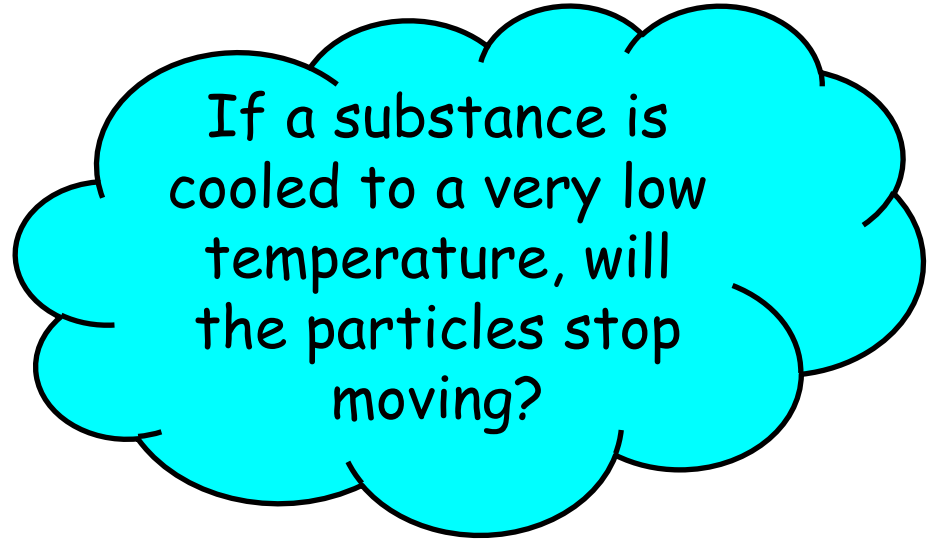 If a substance is
cooled to a very low
temperature, will
the particles stop
moving?